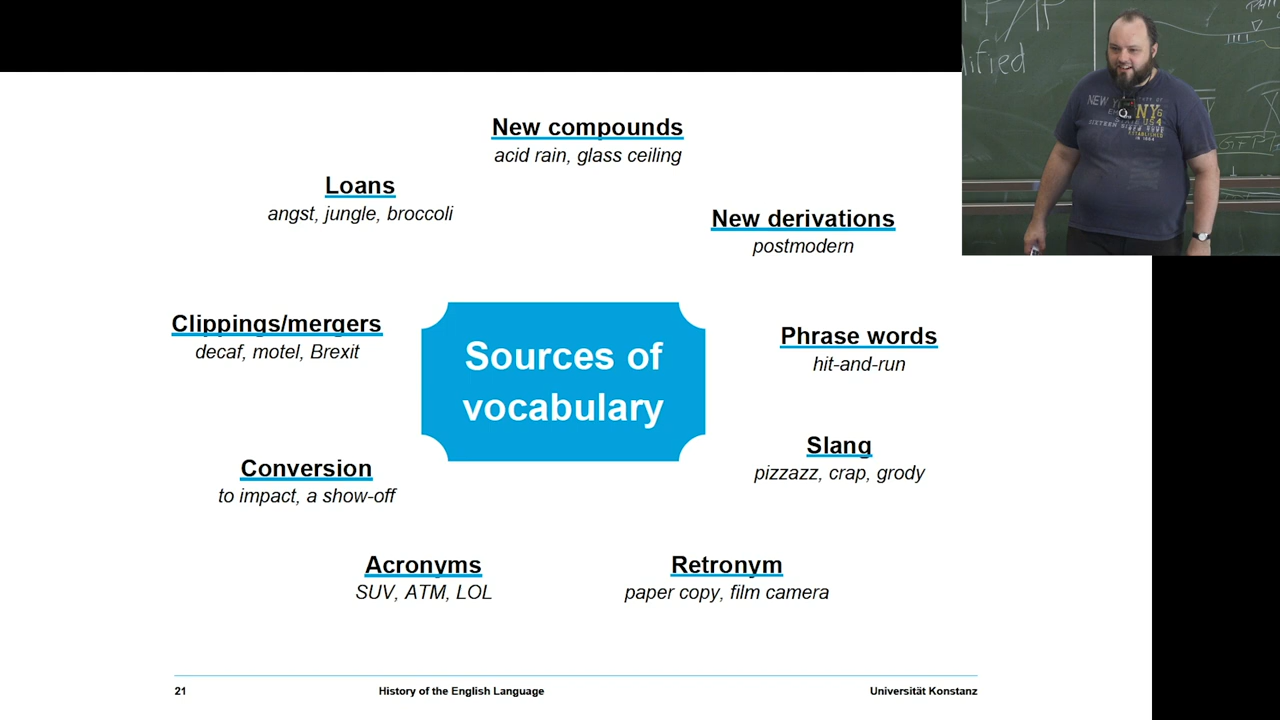 New compounds
acid rain, glass ceiling
Loans
angst, jungle, broccoli
New derivations
postmodern
Clippings/mergers
decaf, motel, Brexit
Sources of
vocabulary
Phrase words
hit-and-run
Slang
pizzazz, crap, grody
Conversion
to impact, a show-off
Acronyms
SUV, ATM, LOL
Retronym
paper copy, film camera
21 History of the English Language Universität Konstanz
NEW
NY